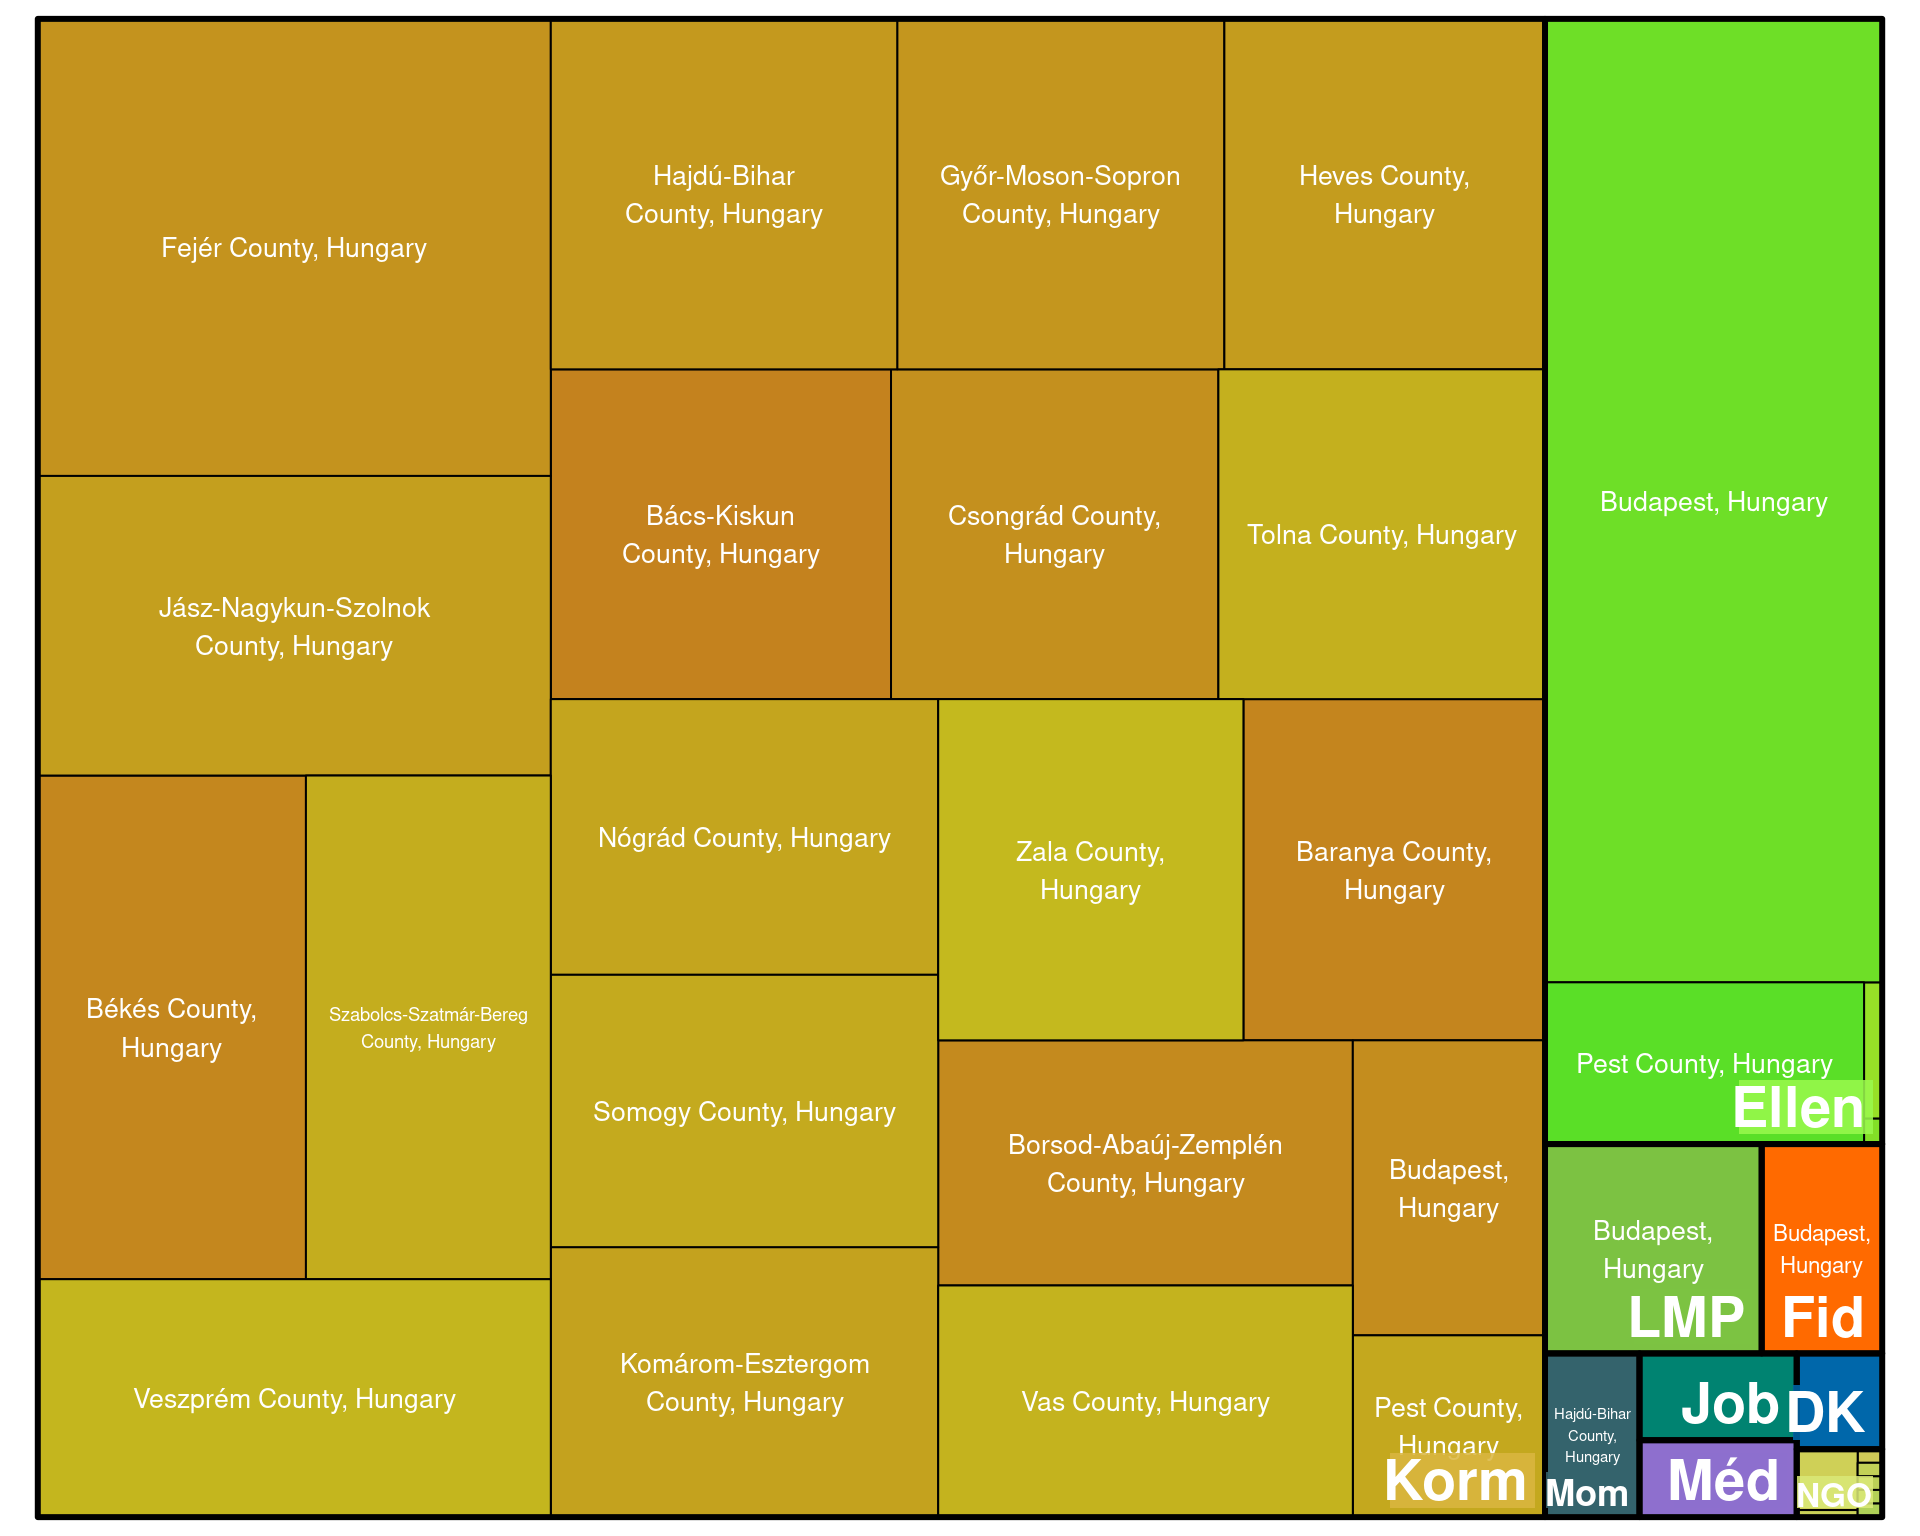 Fejér County, Hungary
Hajdú-Bihar
County, Hungary
Győr-Moson-Sopron
County, Hungary
Heves County,
Hungary
Budapest, Hungary
Jász-Nagykun-Szolnok
County, Hungary
Bács-Kiskun
County, Hungary
Csongrád County,
Hungary
Tolna County, Hungary
Békés County,
Hungary
Szabolcs-Szatmár-Bereg
County, Hungary
Nógrád County, Hungary
Zala County,
Hungary
Baranya County,
Hungary
Somogy County, Hungary
Borsod-Abaúj-Zemplén
County, Hungary
Budapest,
Hungary
Veszprém County, Hungary
Komárom-Esztergom
County, Hungary
Vas County, Hungary
Pest County,
Hungary
Korm
Pest County, Hungary
Ellen
Budapest,
Hungary
LMP
Budapest,
Hungary
Fid
Hajdú-Bihar
County,
Hungary
Mom
Job
DK
Méd
NGO